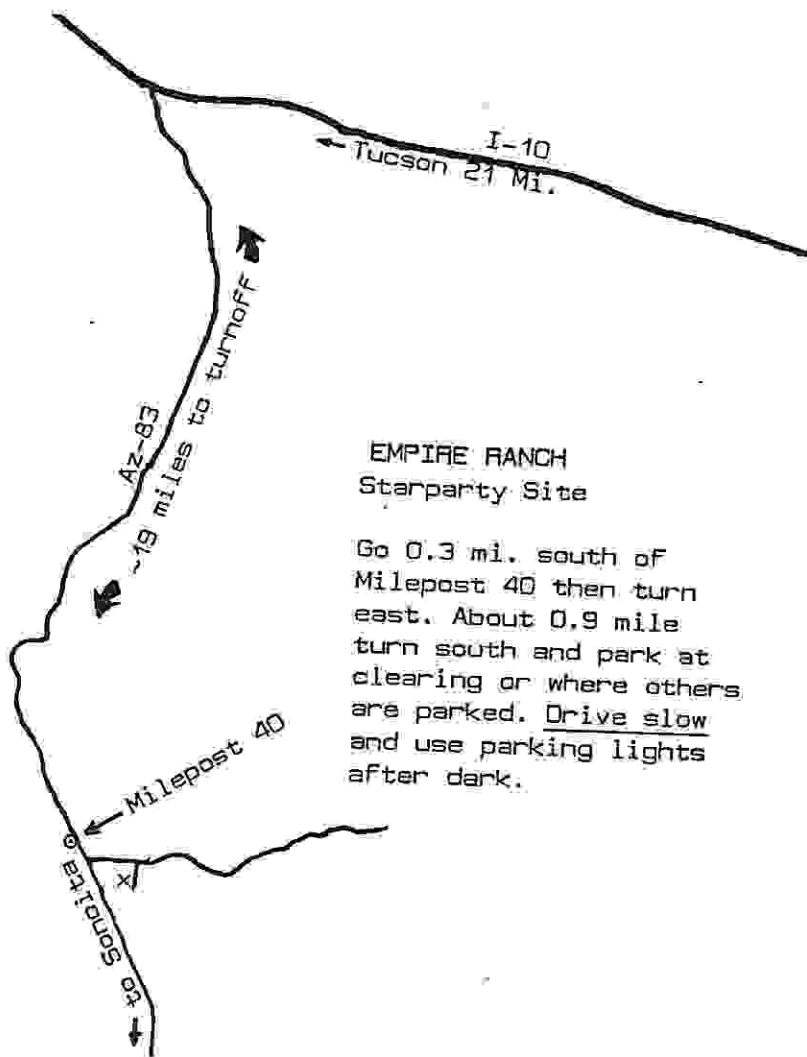 I-10
← Tucson 21 Mi.
Az-83
~19 miles to turnoff
EMPIRE RANCH
Starparty Site
Go 0.3 mi. south of
Milepost 40 then turn
east. About 0.9 mile
turn south and park at
clearing or where others
are parked. Drive slow
and use parking lights
after dark.
Milepost 40
X
to Sonoita →